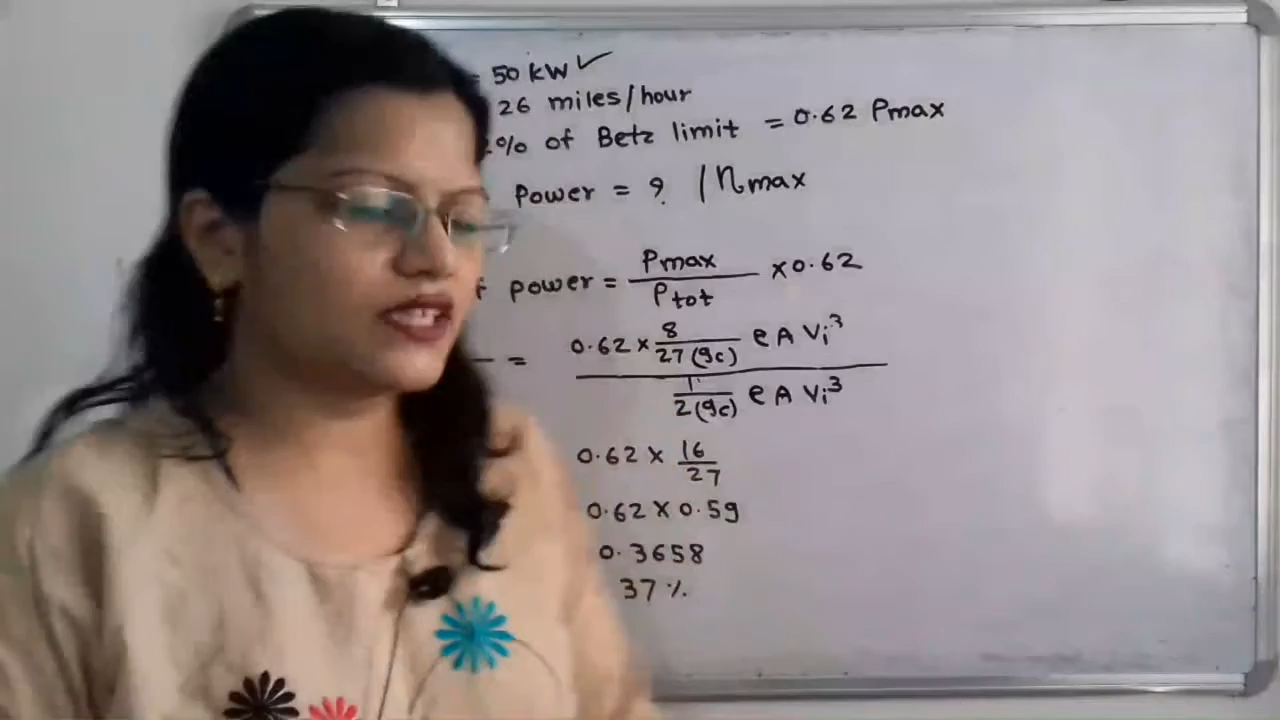 = 50 kW ✓
26 miles/hour
2% of Betz limit = 0.62 Pmax
Power = ? / ηmax
power = Pmax / Ptot × 0.62
= 0.62 × 8 / 27 (gc) ρ A Vi³
1 / 2 (gc) ρ A Vi³
0.62 × 16 / 27
0.62 × 0.59
0.3658
37 %